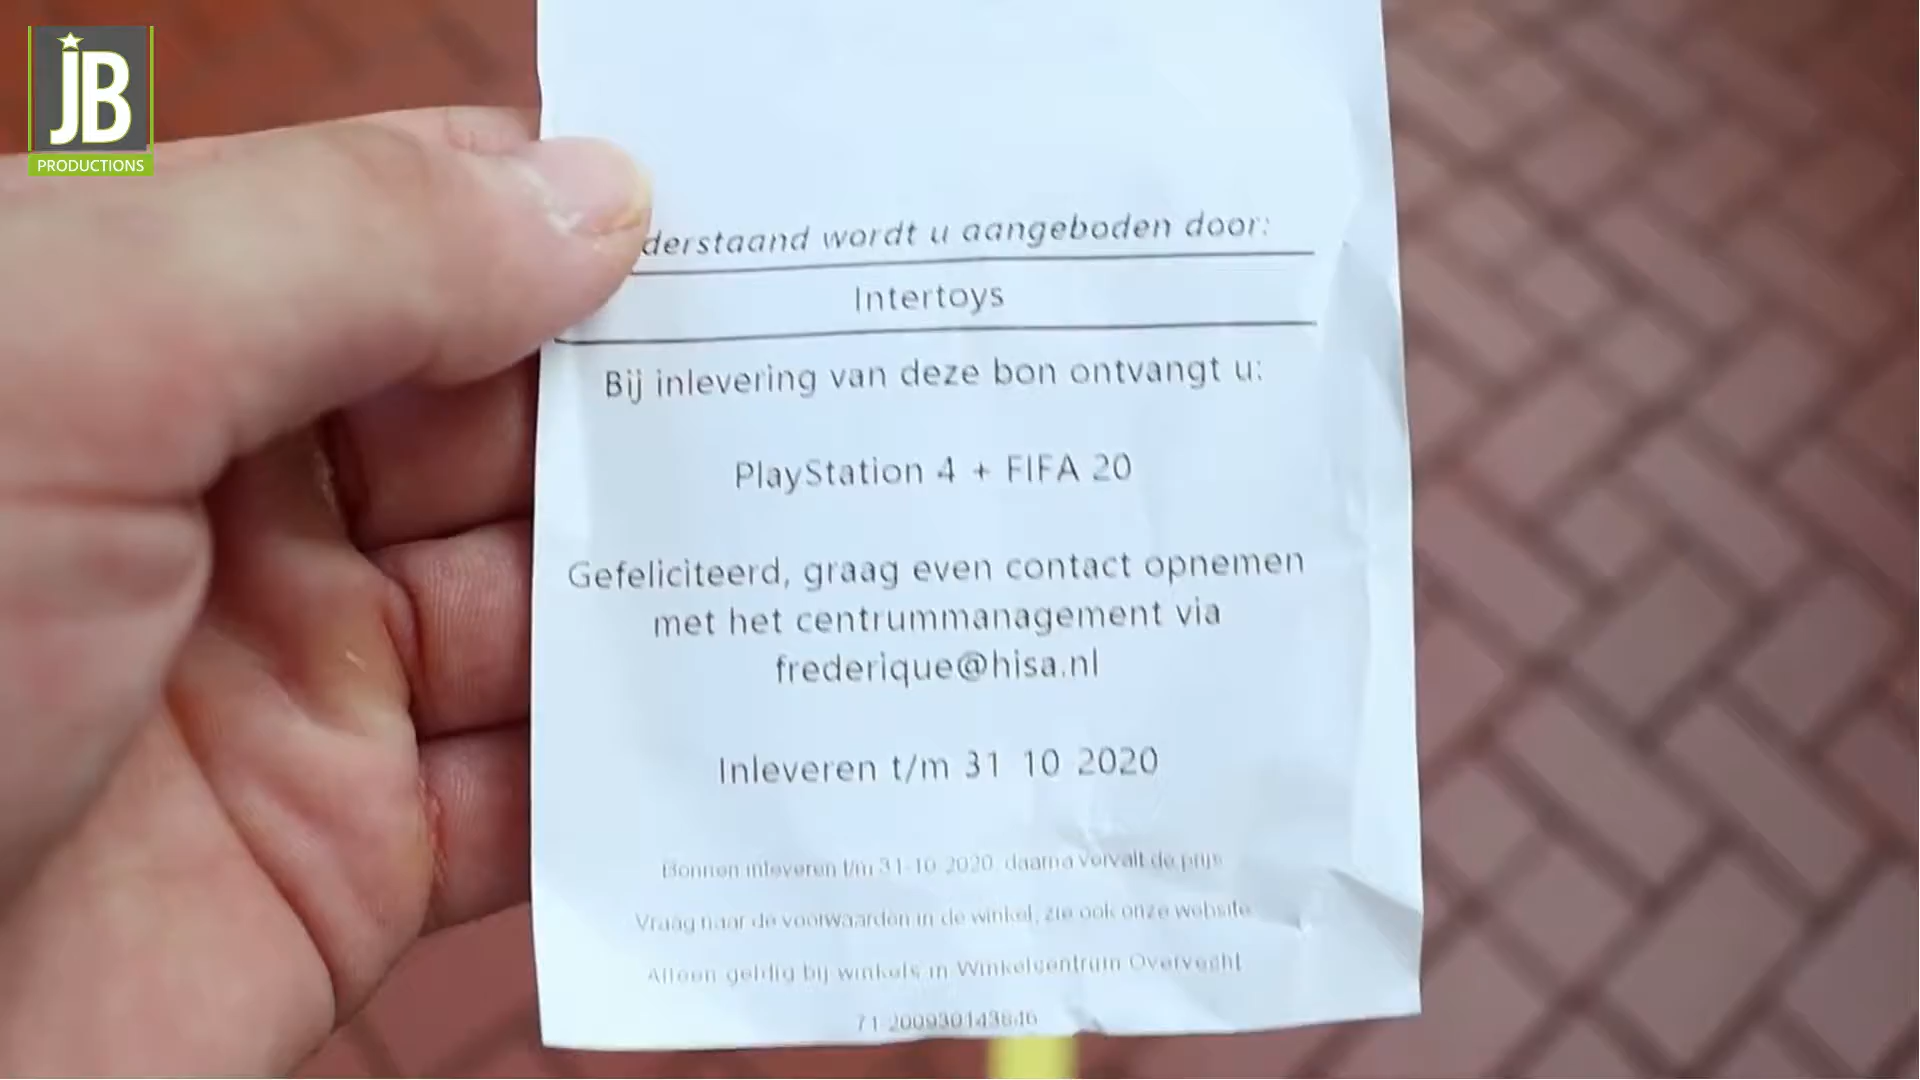 JB
PRODUCTIONS
derstaand wordt u aangeboden door:
Intertoys
Bij inlevering van deze bon ontvangt u:
PlayStation 4 + FIFA 20
Gefeliciteerd, graag even contact opnemen
met het centrummanagement via
frederique@hisa.nl
Inleveren t/m 31 10 2020
Bonnen inleveren t/m 31-10-2020, daarna vervalt de prijs
Vraag naar de voorwaarden in de winkel, zie ook onze website
Alleen geldig bij winkels in Winkelcentrum Overvecht
71 200930143846